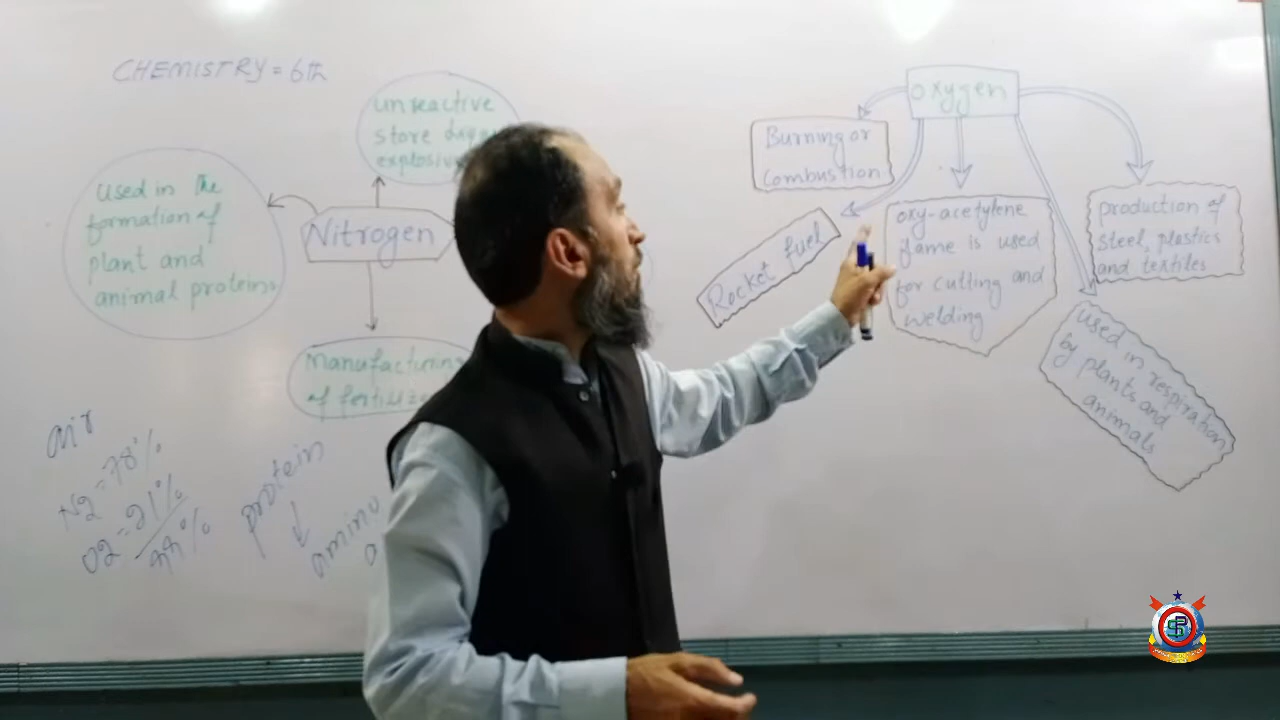 CHEMISTRY = 6th
unreactive
store
explosiv
used in the
formation of
plant and
animal proteins
Nitrogen
Manufacturing
of fertilize
air
N2 = 78%
O2 = 21%
99%
protein
amino
a
oxygen
Burning or
combustion
Rocket fuel
oxy-acetylene
flame is used
for cutting and
welding
used in respiration
by plants and
animals
production of
steel, plastics
and textiles